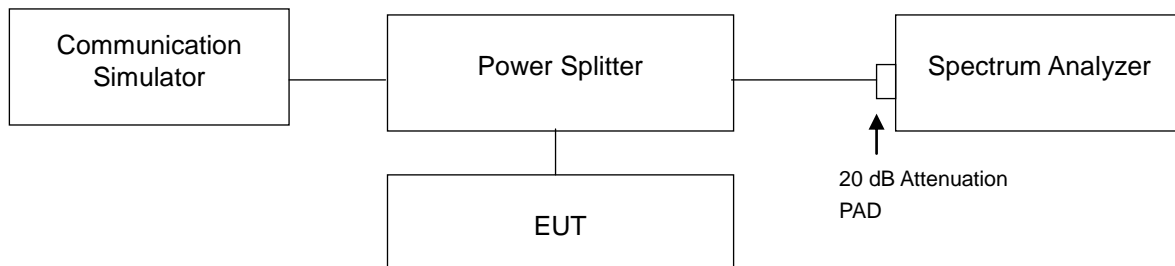 Communication
Simulator
Power Splitter
Spectrum Analyzer
20 dB Attenuation
PAD
EUT